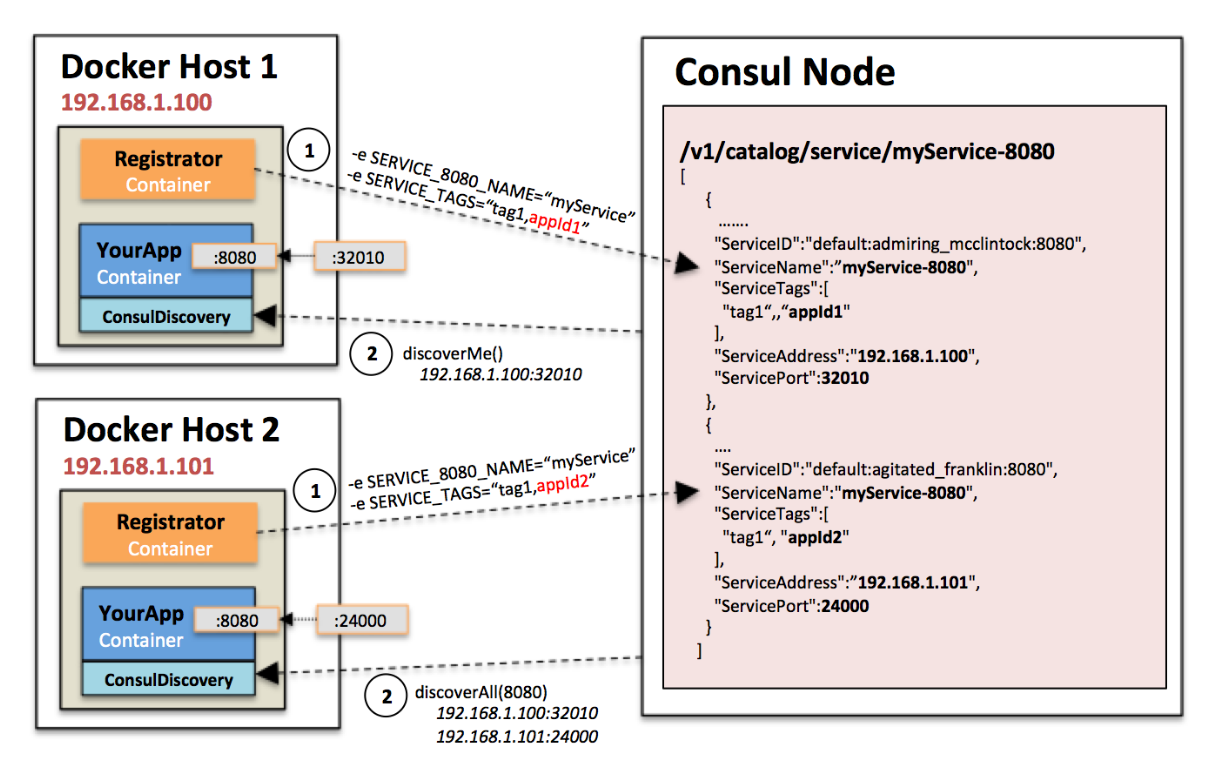 Docker Host 1
192.168.1.100
Registrator
Container
YourApp
Container
:8080
:32010
ConsulDiscovery
1
-e SERVICE_8080_NAME=“myService”
-e SERVICE_TAGS=“tag1,appId1”
2
discoverMe()
192.168.1.100:32010
Docker Host 2
192.168.1.101
Registrator
Container
YourApp
Container
:8080
:24000
ConsulDiscovery
1
-e SERVICE_8080_NAME=“myService”
-e SERVICE_TAGS=“tag1,appId2”
2
discoverAll(8080)
192.168.1.100:32010
192.168.1.101:24000
Consul Node
/v1/catalog/service/myService-8080
[
{
…….
"ServiceID":"default:admiring_mcclintock:8080",
"ServiceName":”myService-8080",
"ServiceTags":[
"tag1“,,“appId1"
],
"ServiceAddress":"192.168.1.100",
"ServicePort":32010
},
{
….
"ServiceID":"default:agitated_franklin:8080",
"ServiceName":"myService-8080",
"ServiceTags":[
"tag1“, "appId2"
],
"ServiceAddress":”192.168.1.101",
"ServicePort":24000
}
]